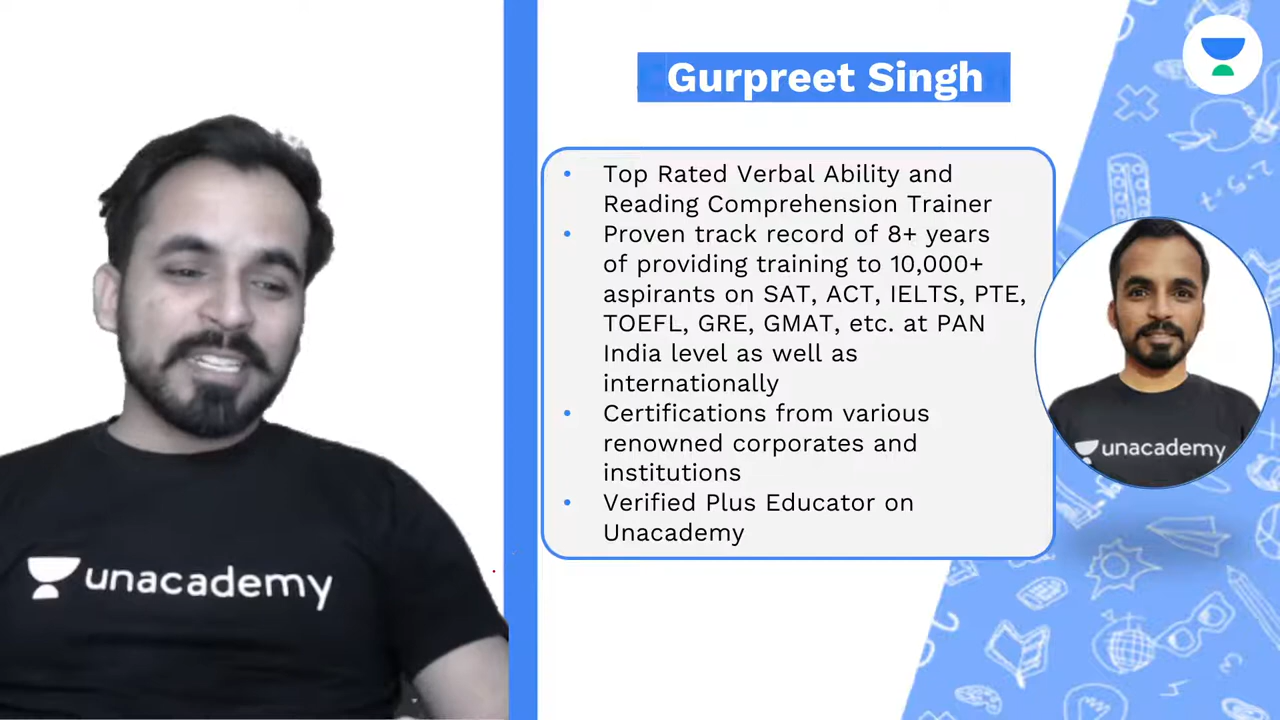 Gurpreet Singh
• Top Rated Verbal Ability and
Reading Comprehension Trainer
• Proven track record of 8+ years
of providing training to 10,000+
aspirants on SAT, ACT, IELTS, PTE,
TOEFL, GRE, GMAT, etc. at PAN
India level as well as
internationally
• Certifications from various
renowned corporates and
institutions
• Verified Plus Educator on
Unacademy
unacademy
unacademy